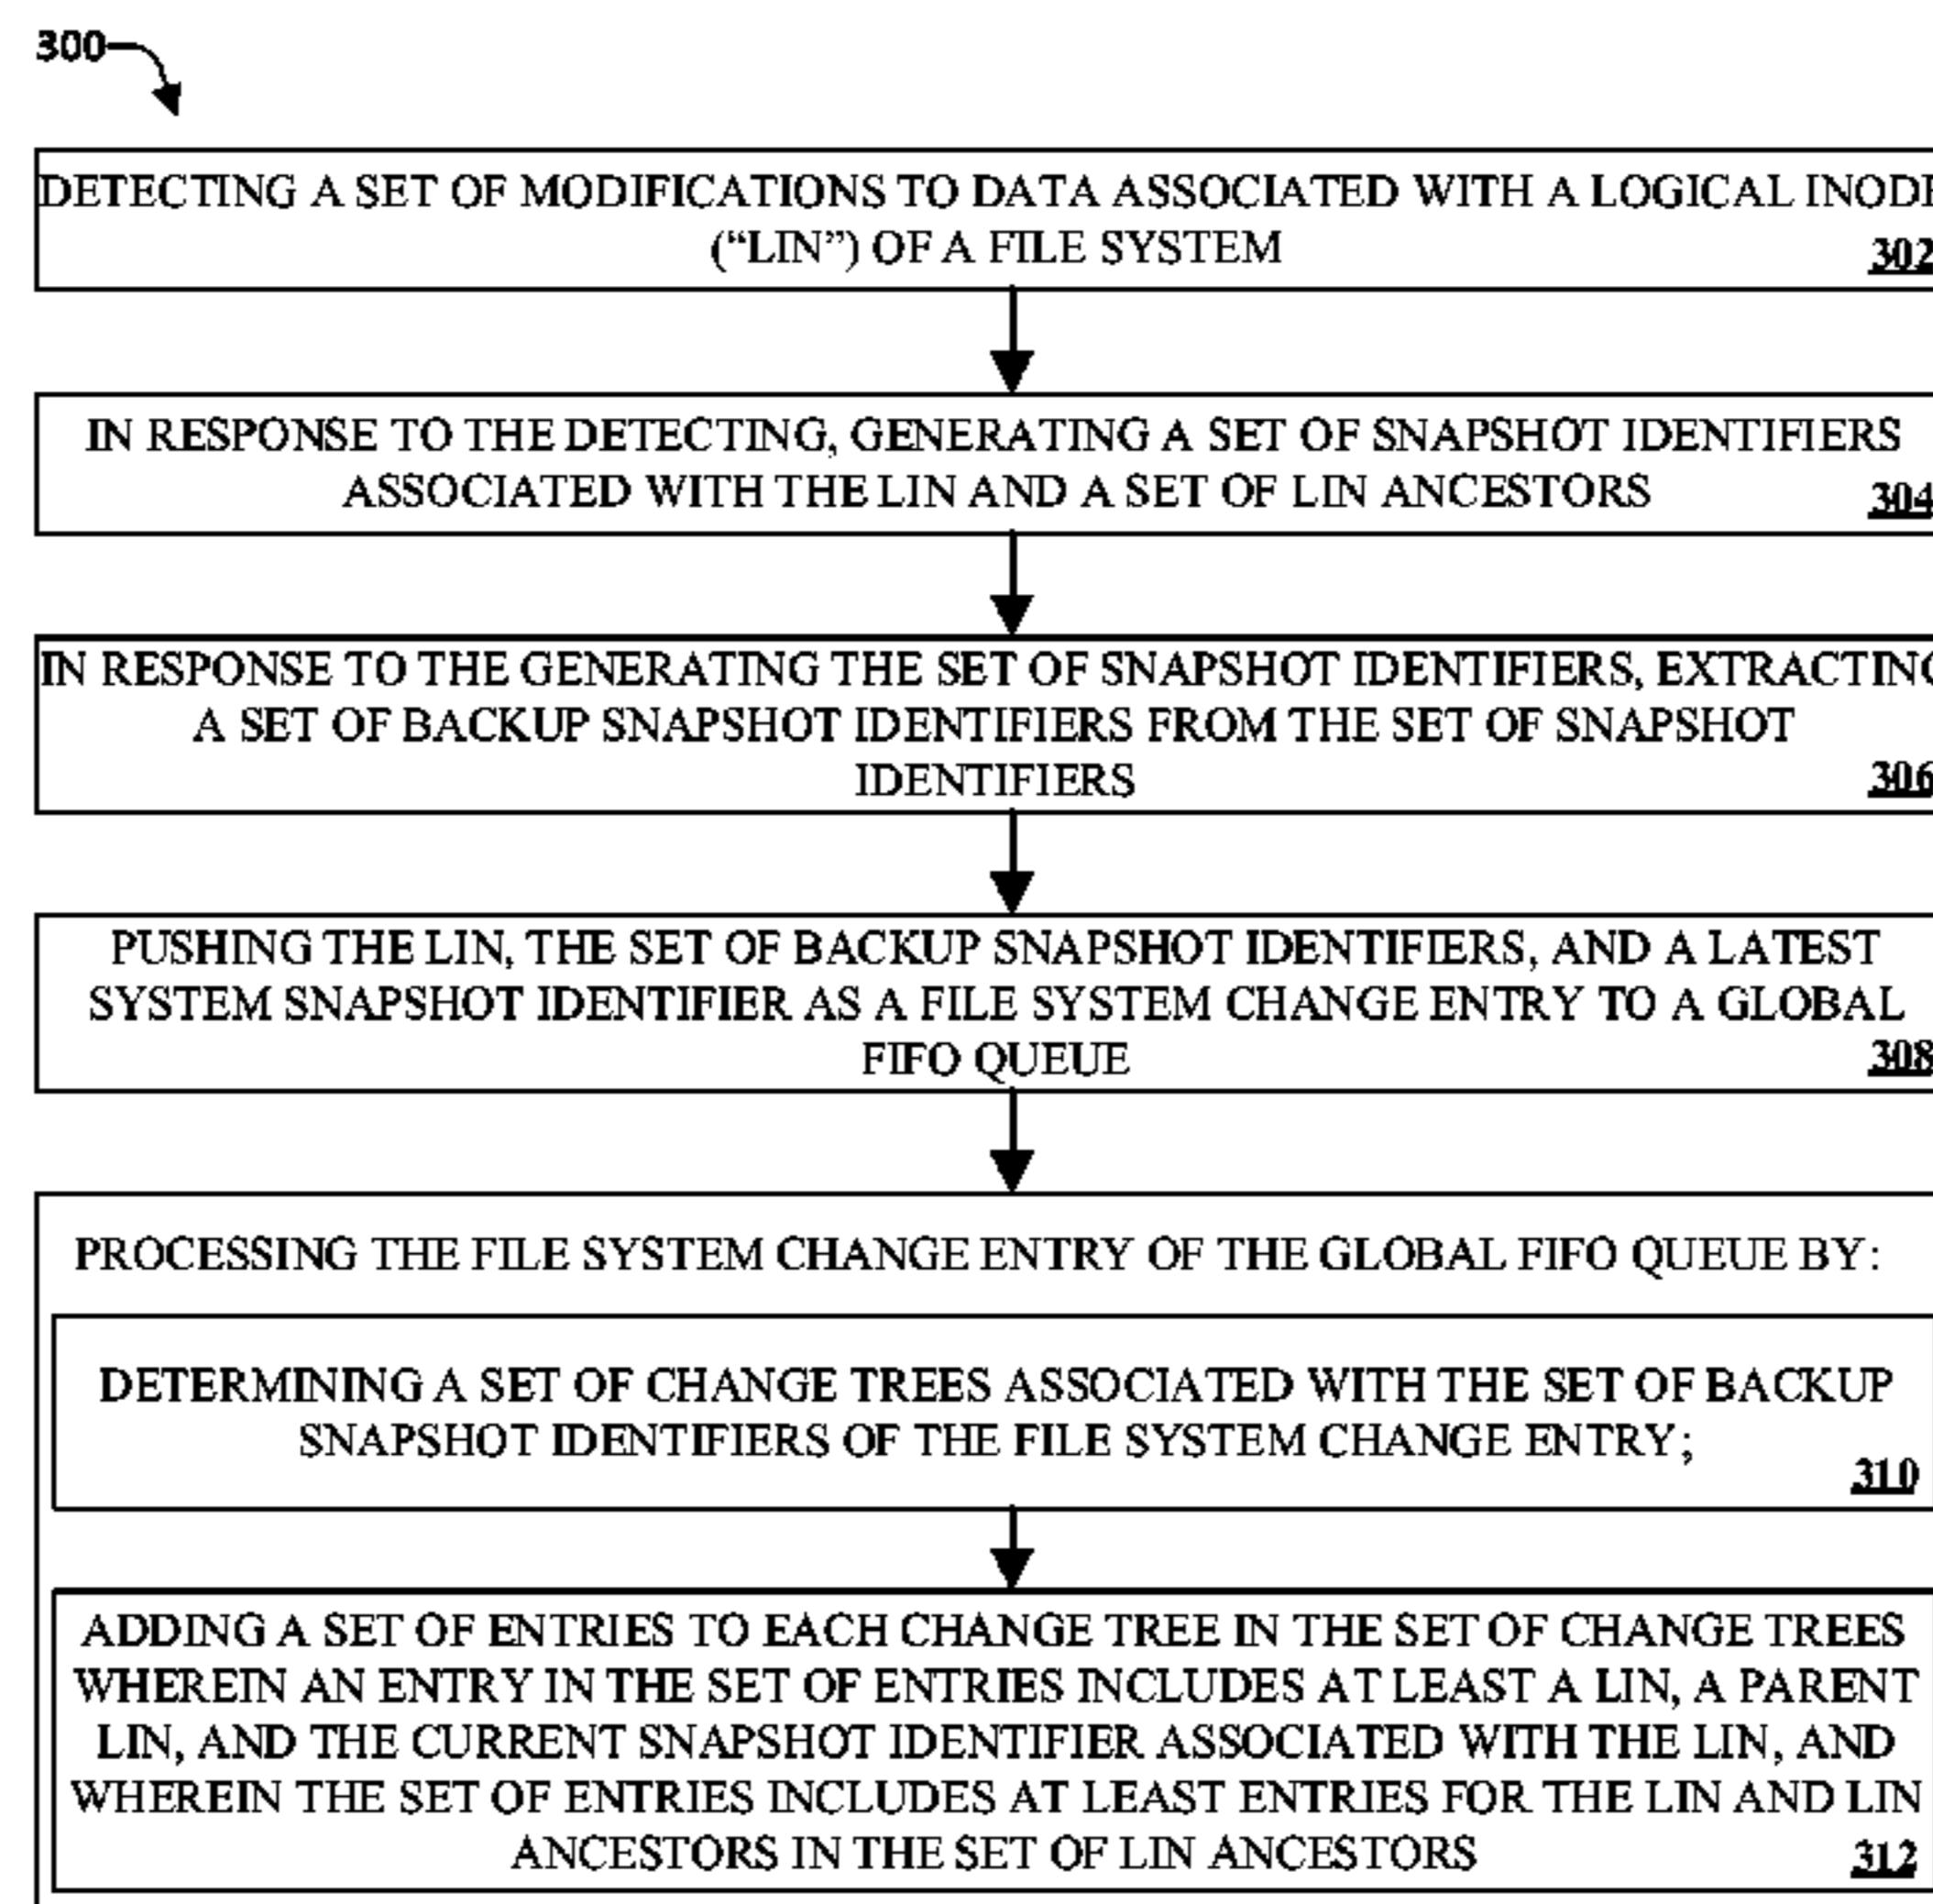 300
DETECTING A SET OF MODIFICATIONS TO DATA ASSOCIATED WITH A LOGICAL INODE
(“LIN”) OF A FILE SYSTEM
302
IN RESPONSE TO THE DETECTING, GENERATING A SET OF SNAPSHOT IDENTIFIERS
ASSOCIATED WITH THE LIN AND A SET OF LIN ANCESTORS
304
IN RESPONSE TO THE GENERATING THE SET OF SNAPSHOT IDENTIFIERS, EXTRACTING
A SET OF BACKUP SNAPSHOT IDENTIFIERS FROM THE SET OF SNAPSHOT
IDENTIFIERS
306
PUSHING THE LIN, THE SET OF BACKUP SNAPSHOT IDENTIFIERS, AND A LATEST
SYSTEM SNAPSHOT IDENTIFIER AS A FILE SYSTEM CHANGE ENTRY TO A GLOBAL
FIFO QUEUE
308
PROCESSING THE FILE SYSTEM CHANGE ENTRY OF THE GLOBAL FIFO QUEUE BY:
DETERMINING A SET OF CHANGE TREES ASSOCIATED WITH THE SET OF BACKUP
SNAPSHOT IDENTIFIERS OF THE FILE SYSTEM CHANGE ENTRY;
310
ADDING A SET OF ENTRIES TO EACH CHANGE TREE IN THE SET OF CHANGE TREES
WHEREIN AN ENTRY IN THE SET OF ENTRIES INCLUDES AT LEAST A LIN, A PARENT
LIN, AND THE CURRENT SNAPSHOT IDENTIFIER ASSOCIATED WITH THE LIN, AND
WHEREIN THE SET OF ENTRIES INCLUDES AT LEAST ENTRIES FOR THE LIN AND LIN
ANCESTORS IN THE SET OF LIN ANCESTORS
312